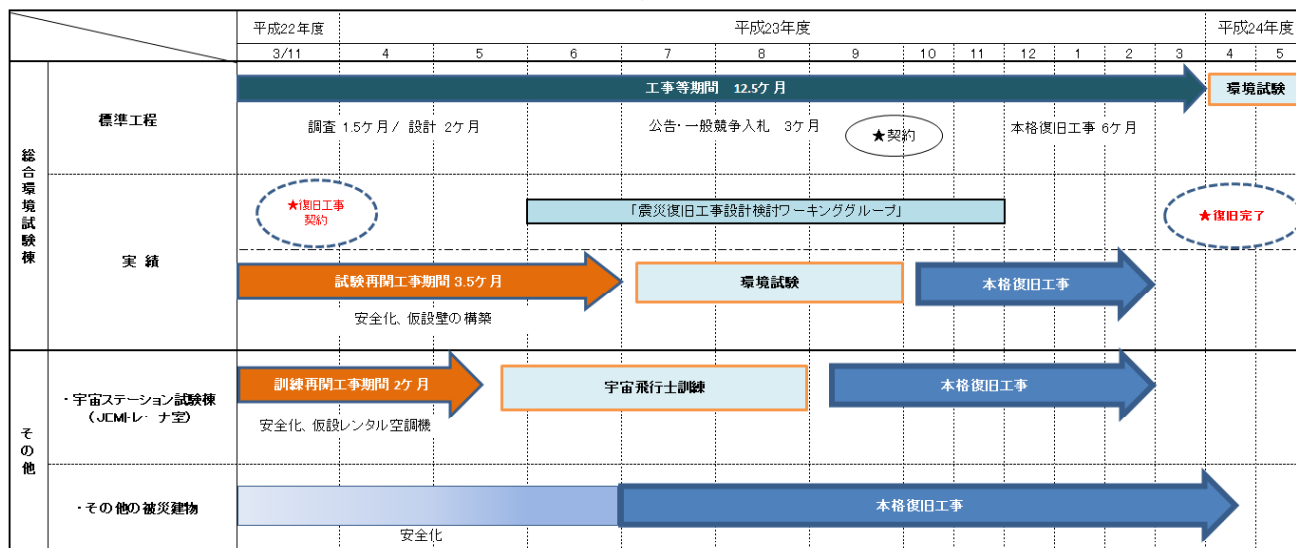 平成22年度 平成23年度 平成24年度
3/11 4 5 6 7 8 9 10 11 12 1 2 3 4 5
総合環境試験棟
標準工程
工事等期間 12.5ケ月
環境試験
調査 1.5ケ月 / 設計 2ケ月
公告・一般競争入札 3ケ月
★契約
本格復旧工事 6ケ月
実 績
★復旧工事
契約
「震災復旧工事設計検討ワーキンググループ」
★復旧完了
試験再開工事期間 3.5ケ月
環境試験
本格復旧工事
安全化、仮設壁の構築
その他
・宇宙ステーション試験棟
訓練再開工事期間 2ケ月
宇宙飛行士訓練
本格復旧工事
安全化、仮設レンタル空調機
・その他の被災建物
本格復旧工事
安全化